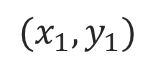 (x₁, y₁)